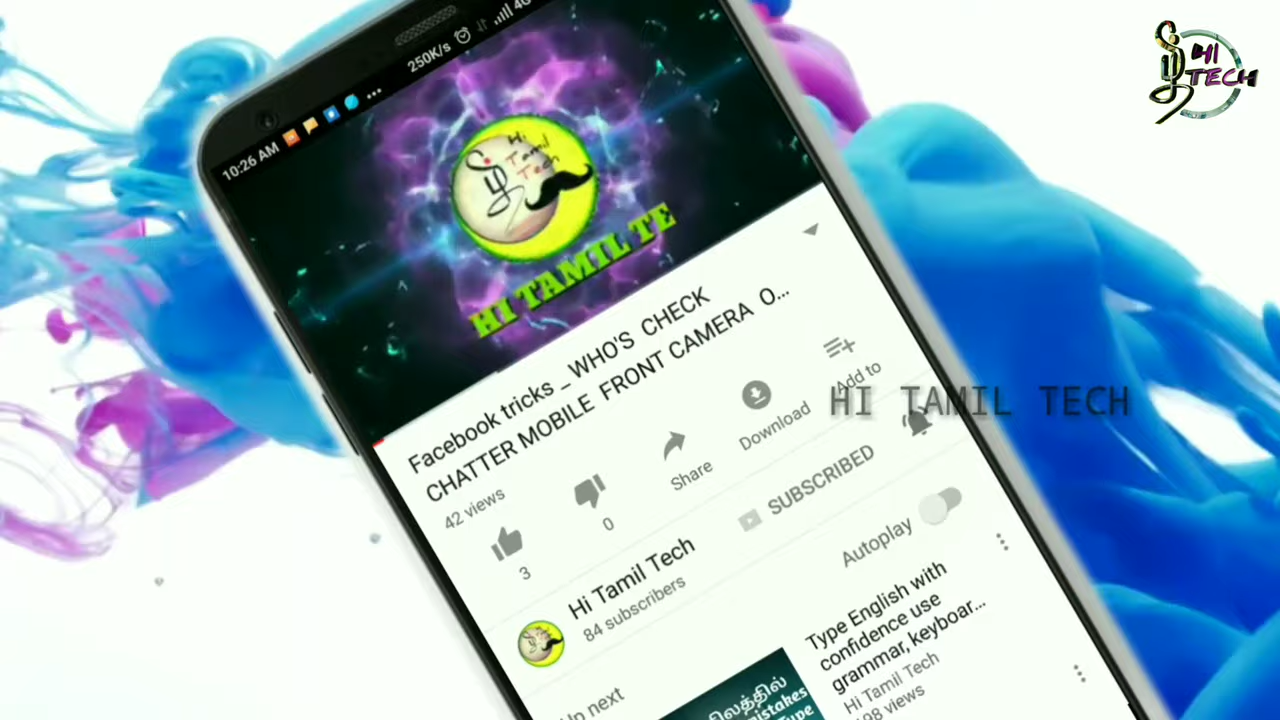 HI
TECH
10:26 AM
250K/s
4G
Hi
Tamil
Tech
HI TAMIL TE
Facebook tricks _ WHO'S CHECK
CHATTER MOBILE FRONT CAMERA O...
42 views
3
0
Share
Download
Add to
HI TAMIL TECH
Hi Tamil Tech
84 subscribers
SUBSCRIBED
Autoplay
Up next
Type English with
confidence use
grammar, keyboar...
Hi Tamil Tech
views